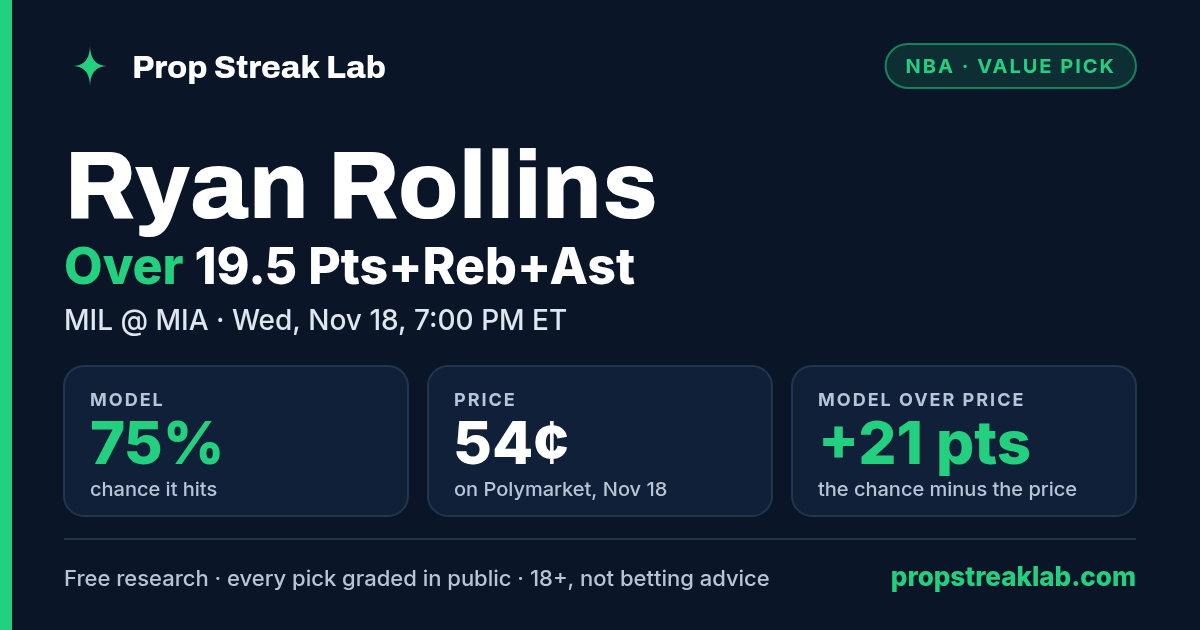 Prop Streak Lab
NBA · VALUE PICK
Ryan Rollins
Over 19.5 Pts+Reb+Ast
MIL @ MIA · Wed, Nov 18, 7:00 PM ET
MODEL
75%
chance it hits
PRICE
54¢
on Polymarket, Nov 18
MODEL OVER PRICE
+21 pts
the chance minus the price
Free research · every pick graded in public · 18+, not betting advice
propstreaklab.com